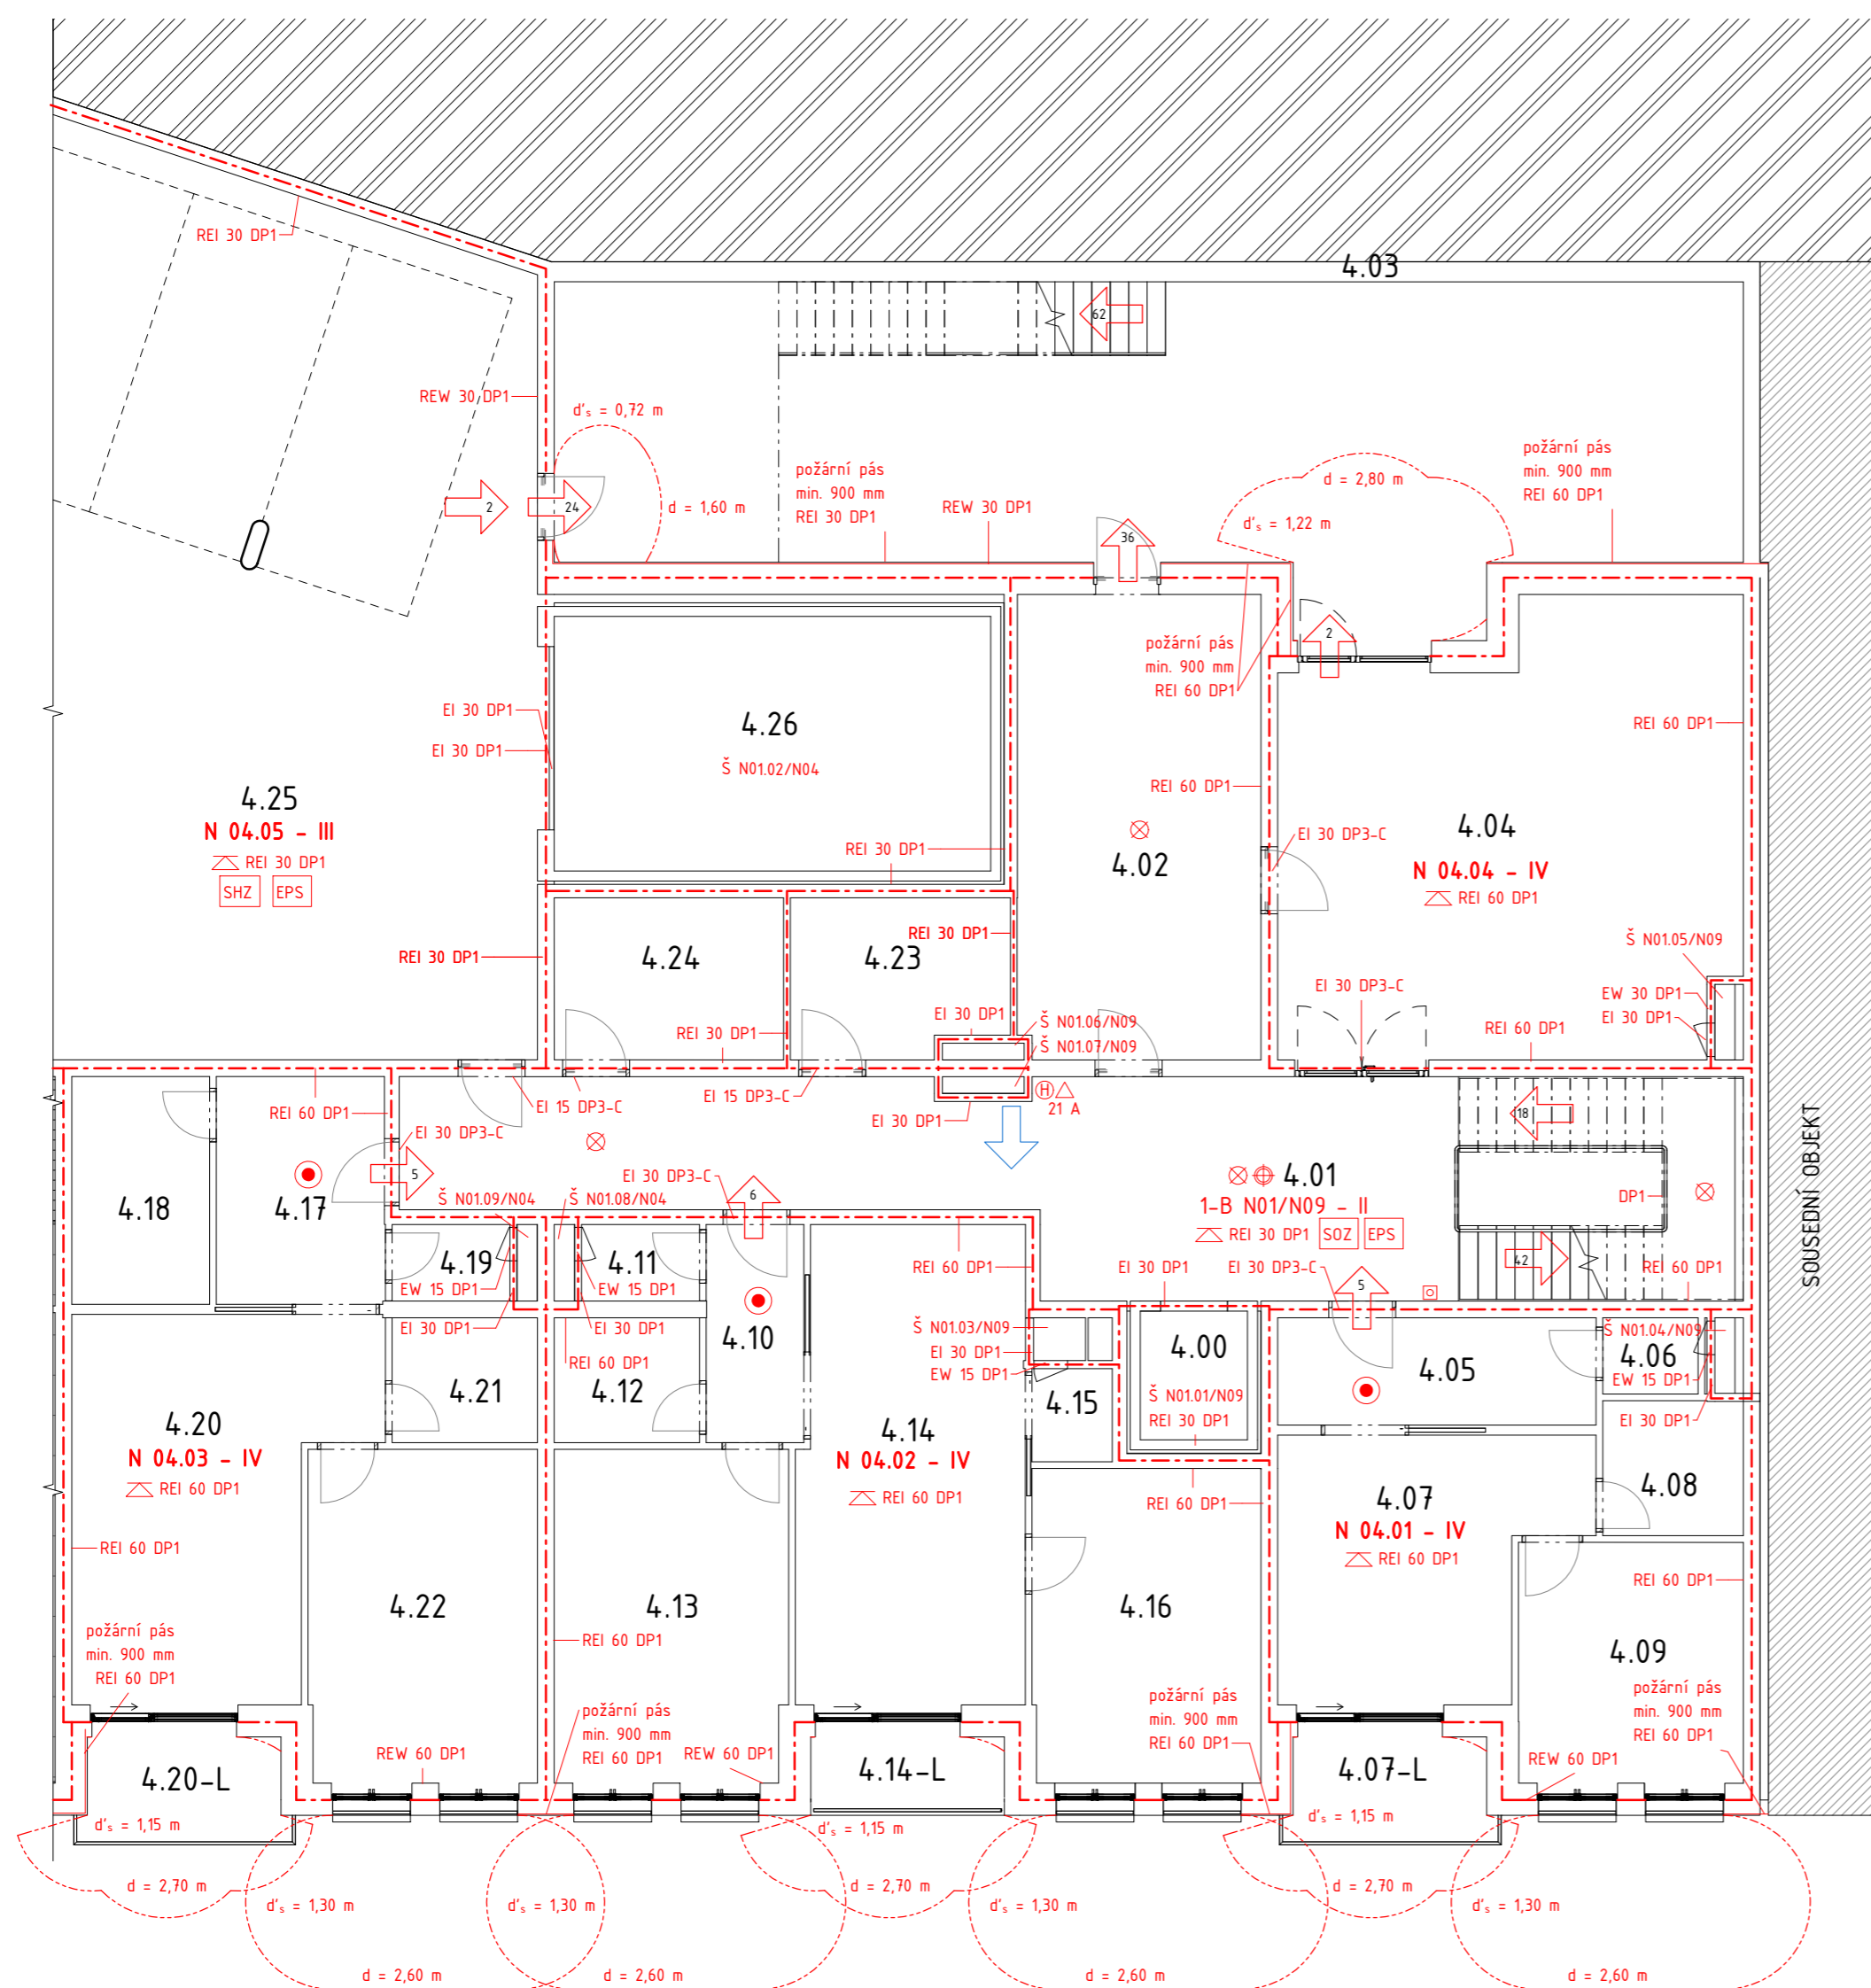 4.03
REI 30 DP1
62
REW 30 DP1
d's = 0,72 m
požární pás
min. 900 mm
REI 30 DP1
REW 30 DP1
d = 1,60 m
2
24
36
d = 2,80 m
d's = 1,22 m
požární pás
min. 900 mm
REI 60 DP1
požární pás
min. 900 mm
REI 60 DP1
2
EI 30 DP1
EI 30 DP1
4.26
Š N01.02/N04
REI 60 DP1
REI 60 DP1
4.25
N 04.05 - III
REI 30 DP1
SHZ
EPS
REI 30 DP1
4.02
EI 30 DP3-C
4.04
N 04.04 - IV
REI 60 DP1
REI 30 DP1
4.24
4.23
REI 30 DP1
Š N01.05/N09
EI 30 DP3-C
EW 30 DP1
EI 30 DP1
REI 60 DP1
EI 30 DP1
Š N01.06/N09
Š N01.07/N09
REI 30 DP1
REI 60 DP1
EI 15 DP3-C
EI 15 DP3-C
H
21 A
EI 30 DP1
18
EI 30 DP3-C
5
4.18
4.17
EI 30 DP3-C
Š N01.09/N04
Š N01.08/N04
6
4.01
1-B N01/N09 - II
REI 30 DP1
SOZ
EPS
DP1
SOUSEDNÍ OBJEKT
4.19
EW 15 DP1
4.11
EW 15 DP1
REI 60 DP1
EI 30 DP1
EI 30 DP3-C
42
REI 60 DP1
5
EI 30 DP1
EI 30 DP1
REI 60 DP1
4.10
Š N01.03/N09
EI 30 DP1
EW 15 DP1
4.00
Š N01.01/N09
REI 30 DP1
4.05
Š N01.04/N09
4.06
EW 15 DP1
EI 30 DP1
4.21
4.12
4.15
4.20
N 04.03 - IV
REI 60 DP1
4.14
N 04.02 - IV
REI 60 DP1
REI 60 DP1
4.07
N 04.01 - IV
REI 60 DP1
4.08
REI 60 DP1
4.22
4.13
REI 60 DP1
4.16
REI 60 DP1
4.09
požární pás
min. 900 mm
REI 60 DP1
požární pás
min. 900 mm
REI 60 DP1
požární pás
min. 900 mm
REI 60 DP1
požární pás
min. 900 mm
REI 60 DP1
REW 60 DP1
REW 60 DP1
REW 60 DP1
4.20-L
4.14-L
4.07-L
d's = 1,15 m
d's = 1,15 m
d's = 1,15 m
d = 2,70 m
d = 2,70 m
d = 2,70 m
d's = 1,30 m
d's = 1,30 m
d's = 1,30 m
d's = 1,30 m
d = 2,60 m
d = 2,60 m
d = 2,60 m
d = 2,60 m